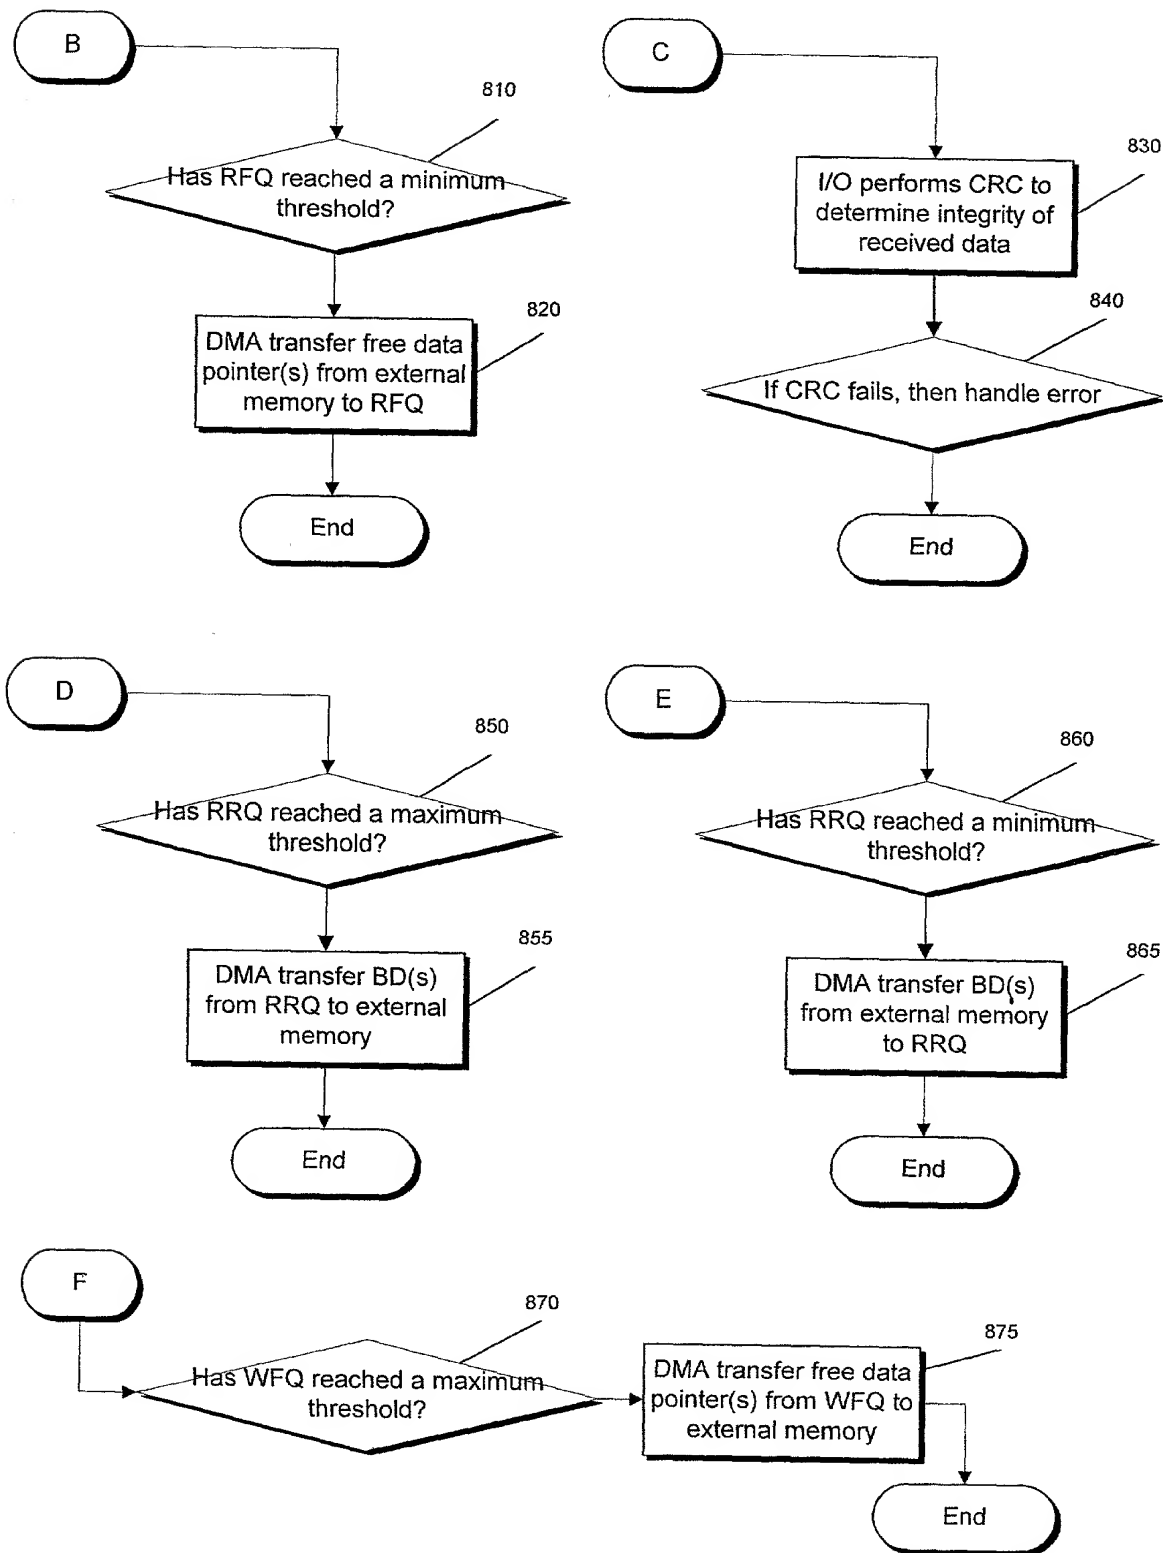 B
810
Has RFQ reached a minimum
threshold?
820
DMA transfer free data
pointer(s) from external
memory to RFQ
End
C
830
I/O performs CRC to
determine integrity of
received data
840
If CRC fails, then handle error
End
D
850
Has RRQ reached a maximum
threshold?
855
DMA transfer BD(s)
from RRQ to external
memory
End
E
860
Has RRQ reached a minimum
threshold?
865
DMA transfer BD(s)
from external memory
to RRQ
End
F
870
Has WFQ reached a maximum
threshold?
875
DMA transfer free data
pointer(s) from WFQ to
external memory
End